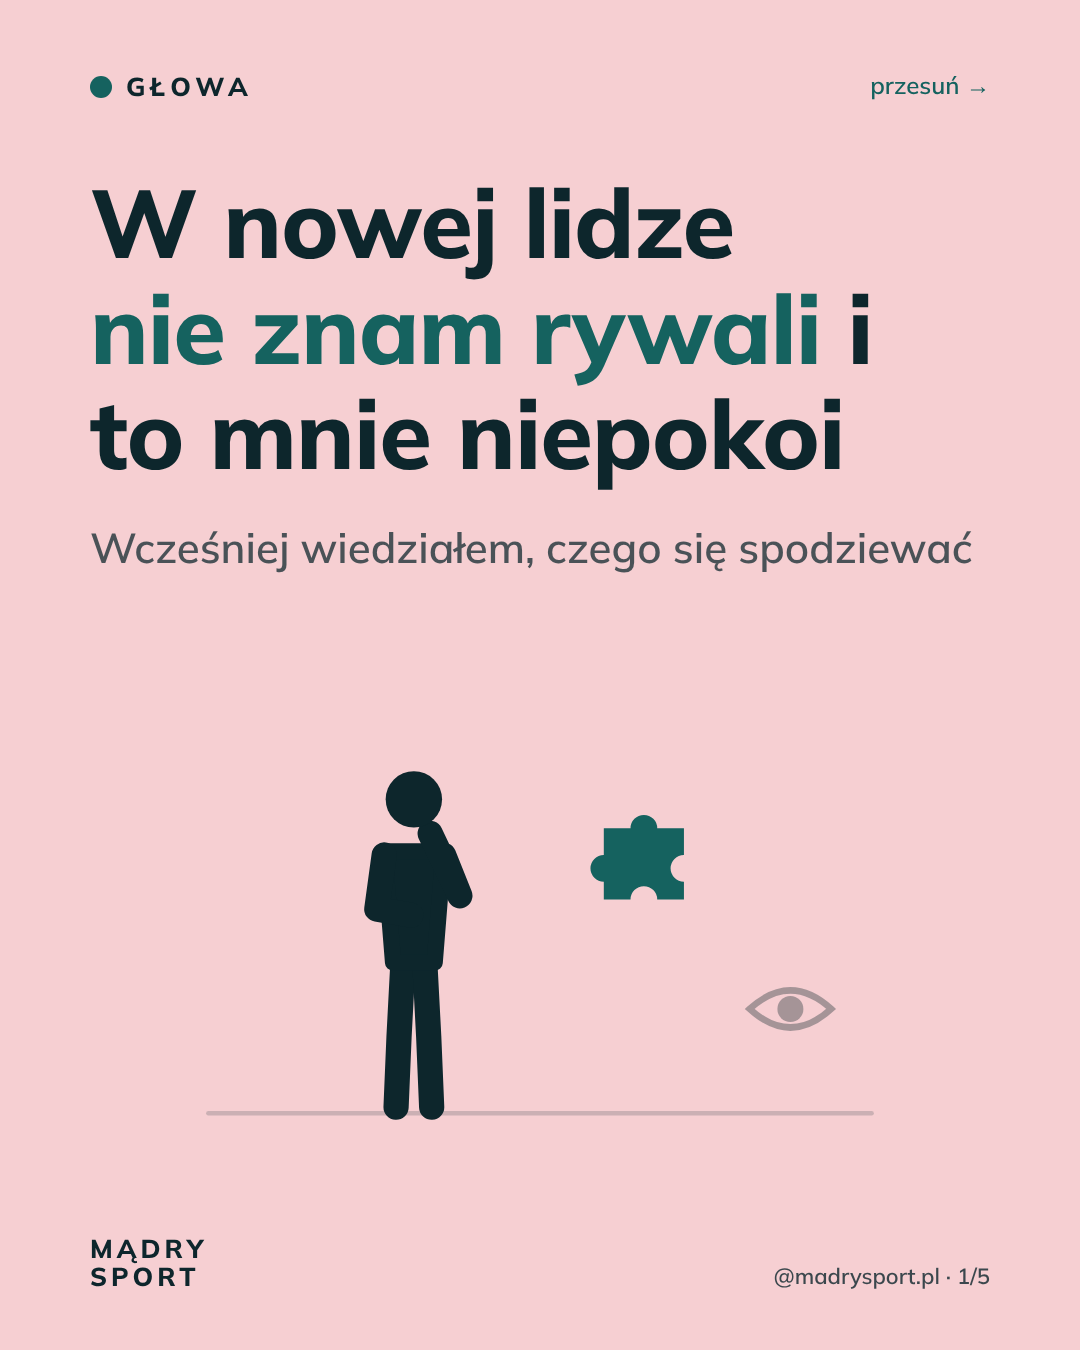 GŁOWA
przesuń →
W nowej lidze
nie znam rywali i
to mnie niepokoi
Wcześniej wiedziałem, czego się spodziewać
MĄDRY
SPORT
@madrysport.pl · 1/5